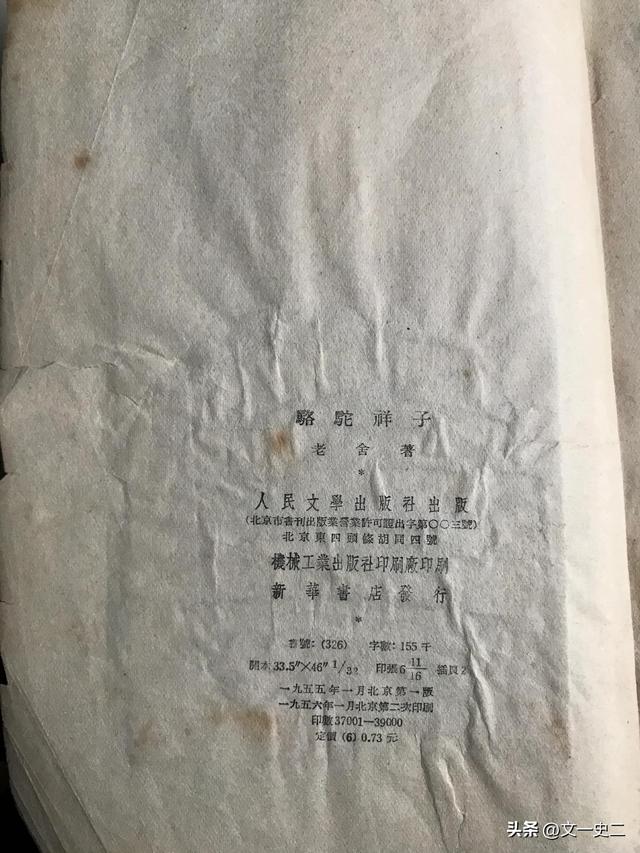 駱駝祥子
老舍著
*
人民文學出版社出版
(北京市書刊出版業營業許可證出字第〇〇三號)
北京東四頭條胡同四號
機械工業出版社印刷廠印刷
新華書店發行
*
書號：(326) 字數：155千
開本33.5"×46" 1/32 印張6 11/16 插頁2
一九五五年一月北京第一版
一九五六年一月北京第二次印刷
印數37001—39000
定價(6)0.73元
头条 @文一史二